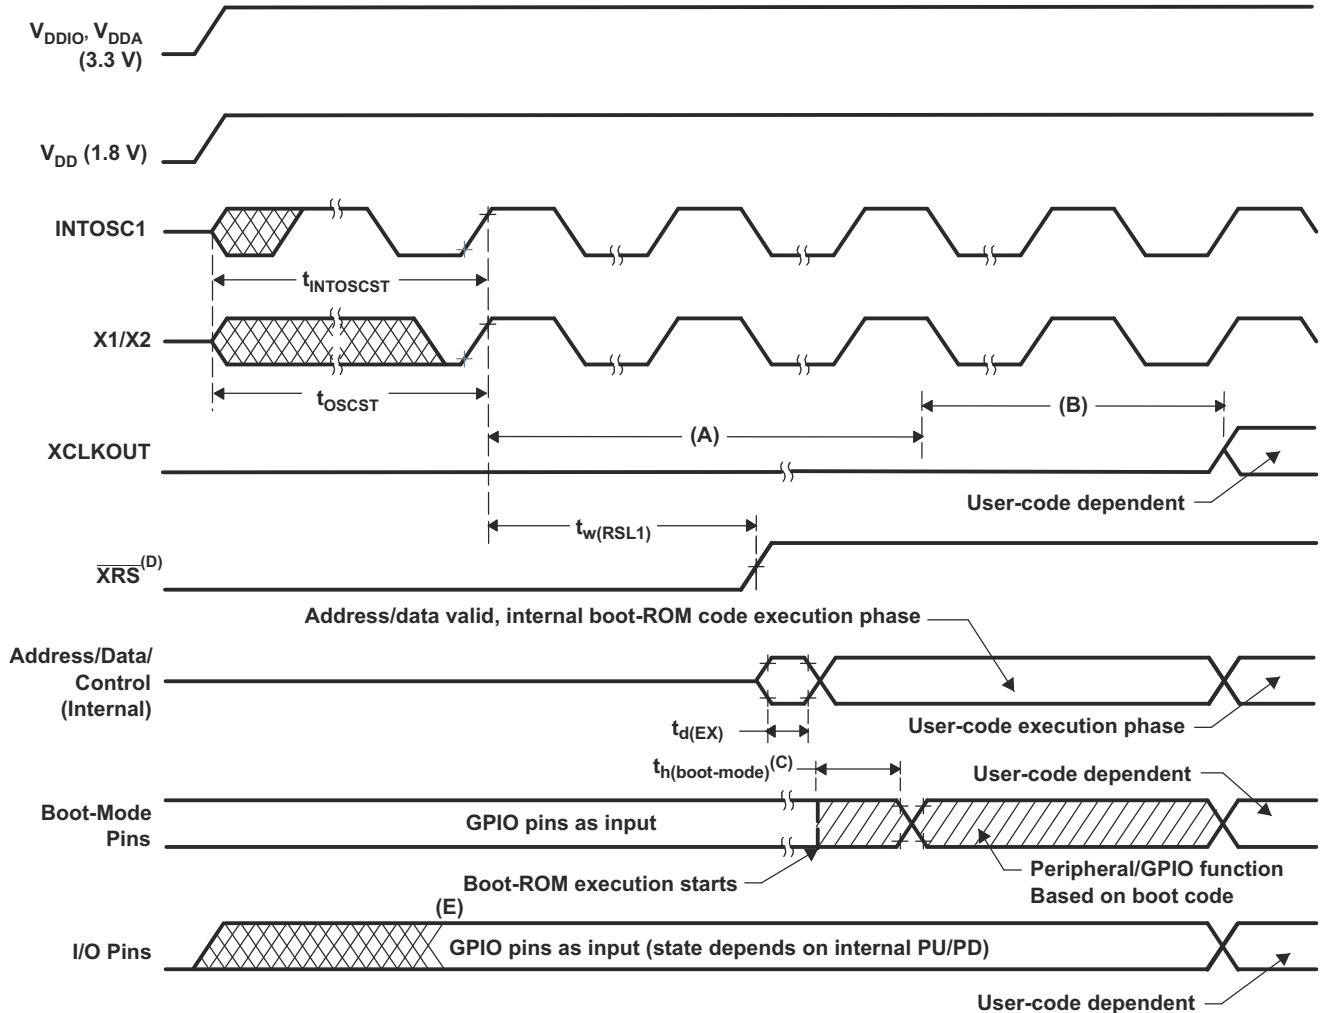 V_DDIO, V_DDA
(3.3 V)
V_DD (1.8 V)
INTOSC1
t_INTOSCST
X1/X2
t_OSCST
(B)
(A)
XCLKOUT
User-code dependent
t_w(RSL1)
XRS(D)
Address/data valid, internal boot-ROM code execution phase
Address/Data/
Control
(Internal)
User-code execution phase
t_d(EX)
t_h(boot-mode)(C)
User-code dependent
Boot-Mode
Pins
GPIO pins as input
Peripheral/GPIO function
Based on boot code
Boot-ROM execution starts
(E)
I/O Pins
GPIO pins as input (state depends on internal PU/PD)
User-code dependent